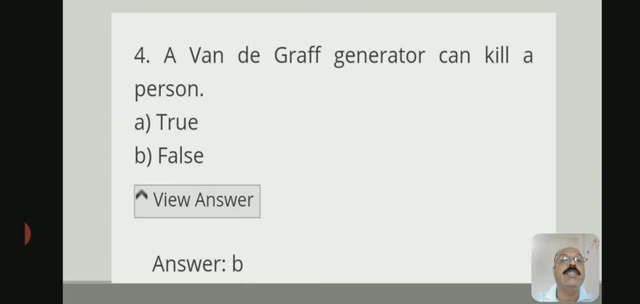 4. A Van de Graff generator can kill a
person.
a) True
b) False
View Answer
Answer: b